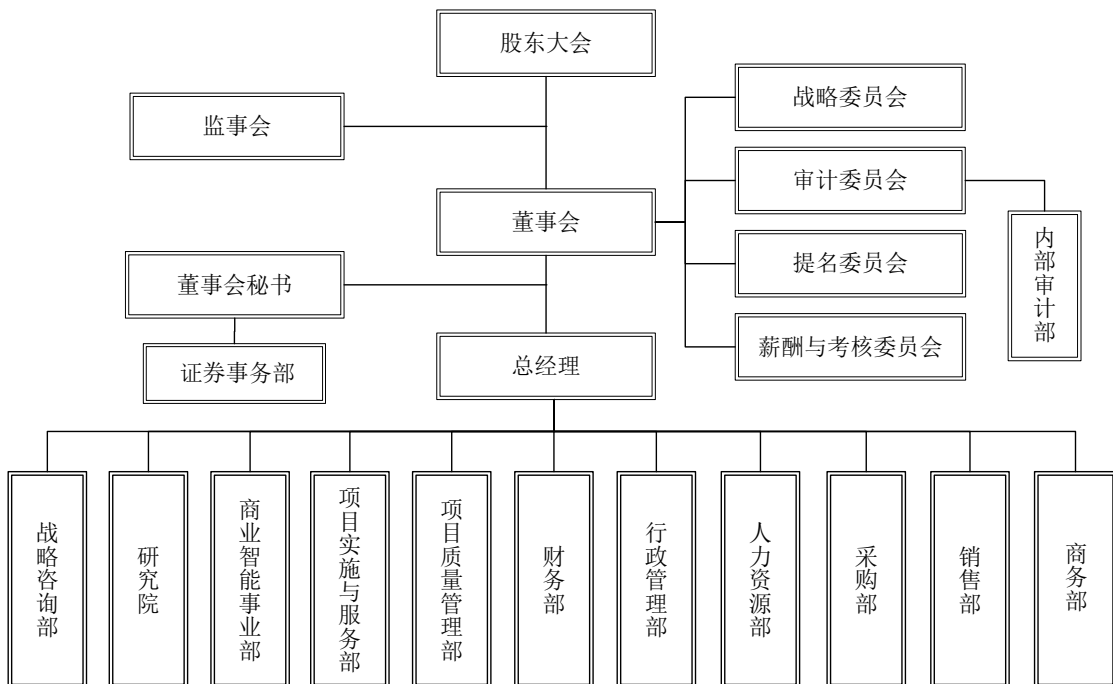 股东大会
战略委员会
监事会
审计委员会
董事会
内部审计部
提名委员会
董事会秘书
总经理
薪酬与考核委员会
证券事务部
战略咨询部
研究院
商业智能事业部
项目实施与服务部
项目质量管理部
财务部
行政管理部
人力资源部
采购部
销售部
商务部